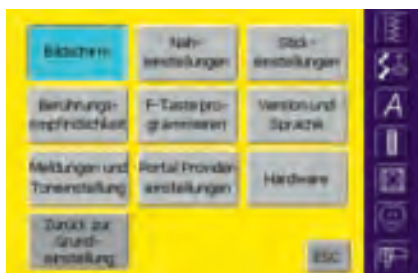 Bildschirm
Näh-
einstellungen
Stick-
einstellungen
Berührungs-
empfindlichkeit
F-Taste pro-
grammieren
Version und
Sprache
Meldungen und
Toneinstellung
Portal Provider-
einstellungen
Hardware
Zurück zur
Grund-
einstellung
ESC
A